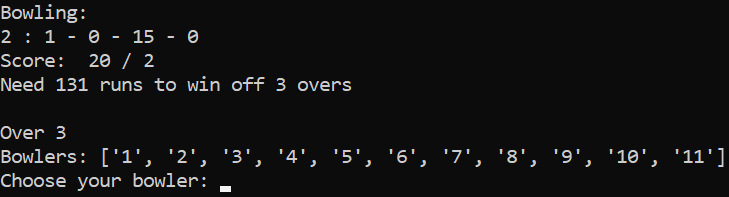 Bowling:
2 : 1 - 0 - 15 - 0
Score:  20 / 2
Need 131 runs to win off 3 overs
Over 3
Bowlers: ['1', '2', '3', '4', '5', '6', '7', '8', '9', '10', '11']
Choose your bowler: